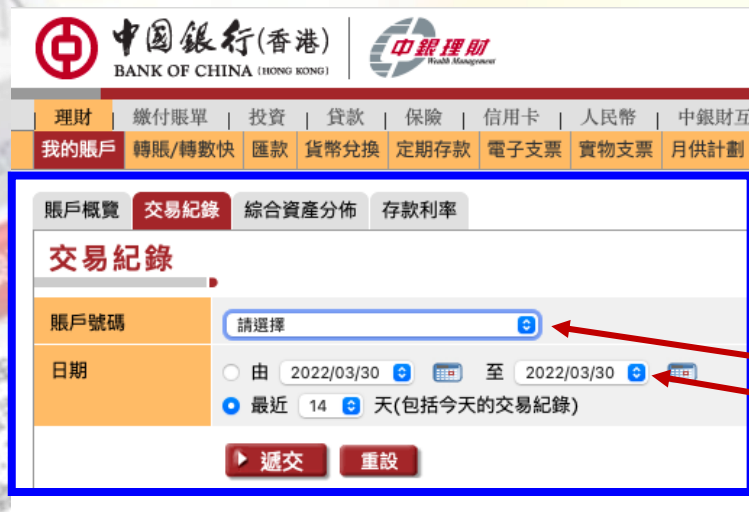 中國銀行(香港) 中銀理財
BANK OF CHINA (HONG KONG) Wealth Management
理財 | 繳付賬單 | 投資 | 貸款 | 保險 | 信用卡 | 人民幣 | 中銀財互
我的賬戶 轉賬/轉數快 匯款 貨幣兌換 定期存款 電子支票 實物支票 月供計劃
賬戶概覽 交易紀錄 綜合資產分佈 存款利率
交易紀錄
賬戶號碼 請選擇
日期 由 2022/03/30 至 2022/03/30
最近 14 天(包括今天的交易紀錄)
遞交 重設